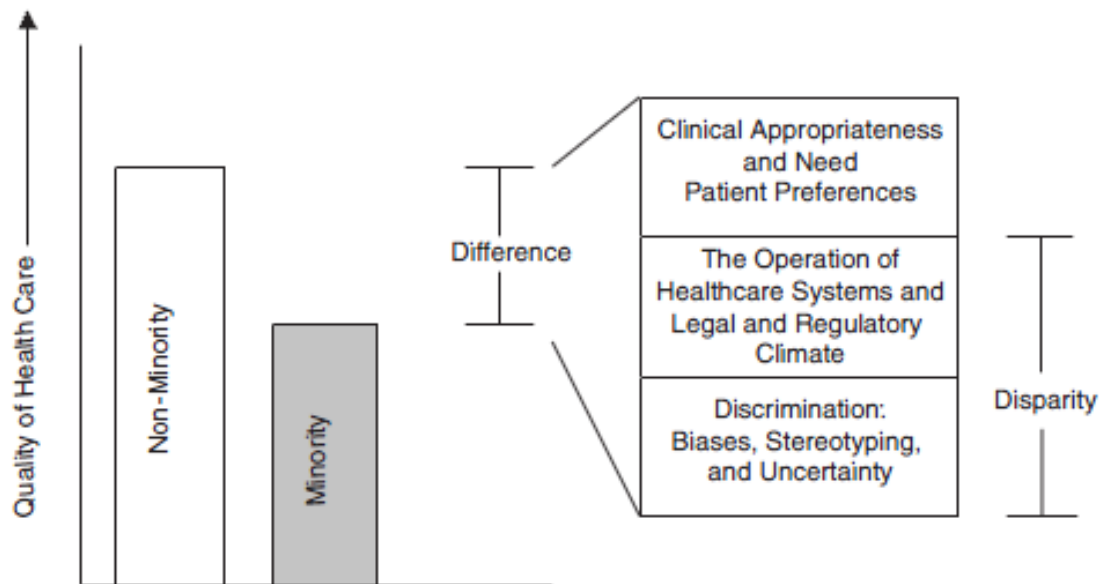 Quality of Health Care
Non-Minority
Minority
Difference
Clinical Appropriateness
and Need
Patient Preferences
The Operation of
Healthcare Systems and
Legal and Regulatory
Climate
Discrimination:
Biases, Stereotyping,
and Uncertainty
Disparity